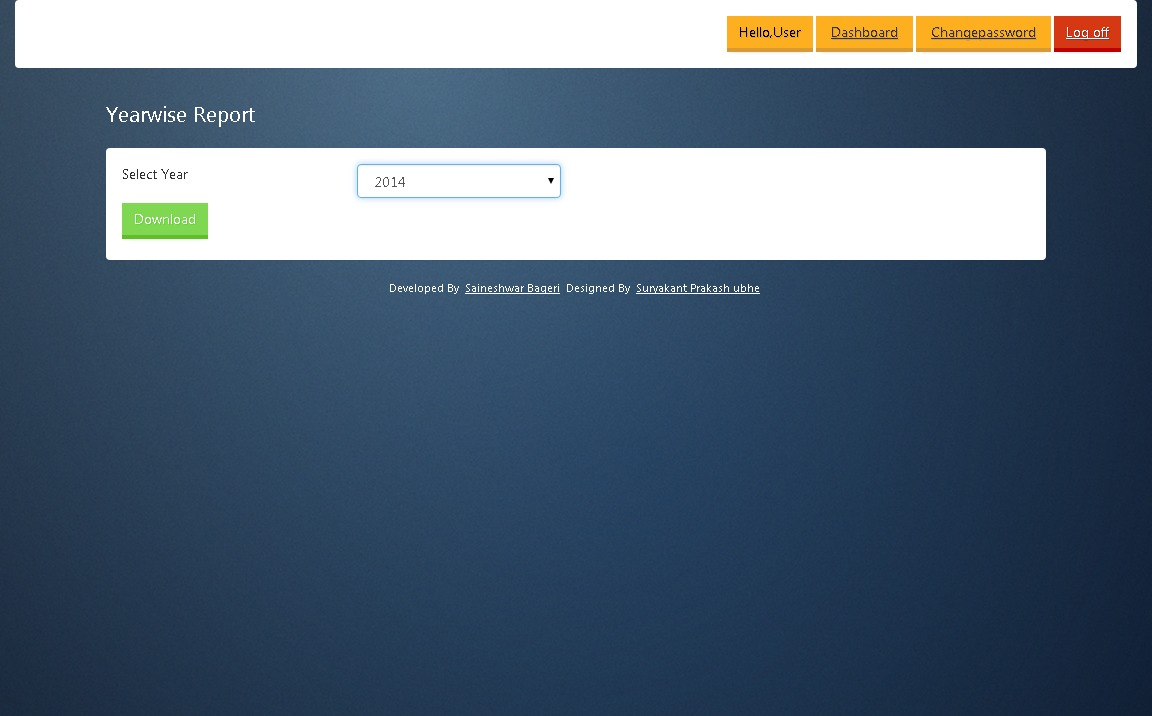 Hello,User Dashboard Changepassword Log off
Yearwise Report
Select Year 2014
Download
Developed By Saineshwar Bageri Designed By Suryakant Prakash ubhe